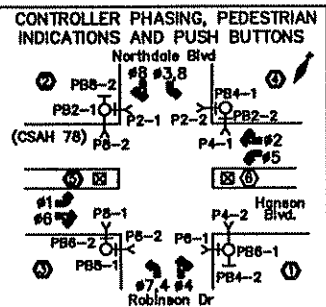 CONTROLLER PHASING, PEDESTRIAN
INDICATIONS AND PUSH BUTTONS
Northdale Blvd
ø8 ø3,8
2
4
PB8-2
PB4-1
PB2-1
PB2-2
P2-1
P2-2
(CSAH 78)
P8-2
P4-1
ø2
ø5
5
6
ø1
ø6
Hanson
Blvd.
P8-1
P4-2
PB6-2
P6-2
P6-1
PB6-1
3
PB8-1
PB4-2
1
ø7,4 ø4
Robinson Dr